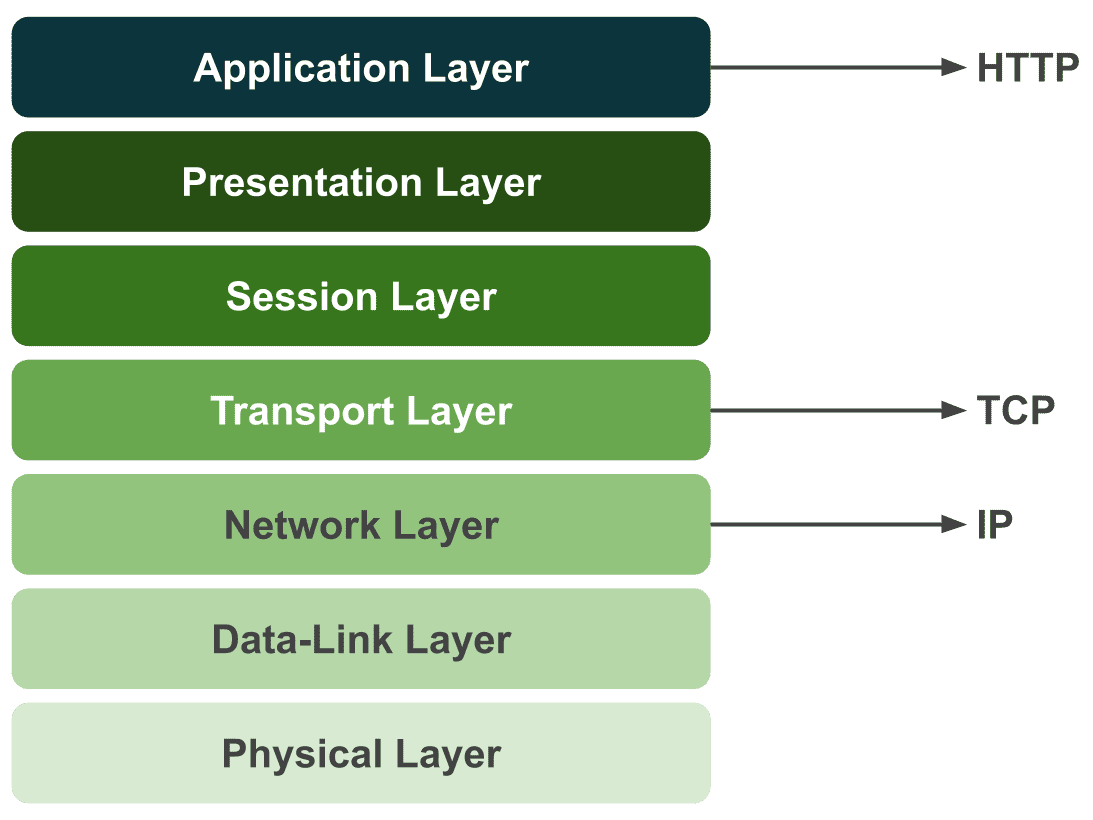 Application Layer
HTTP
Presentation Layer
Session Layer
Transport Layer
TCP
Network Layer
IP
Data-Link Layer
Physical Layer